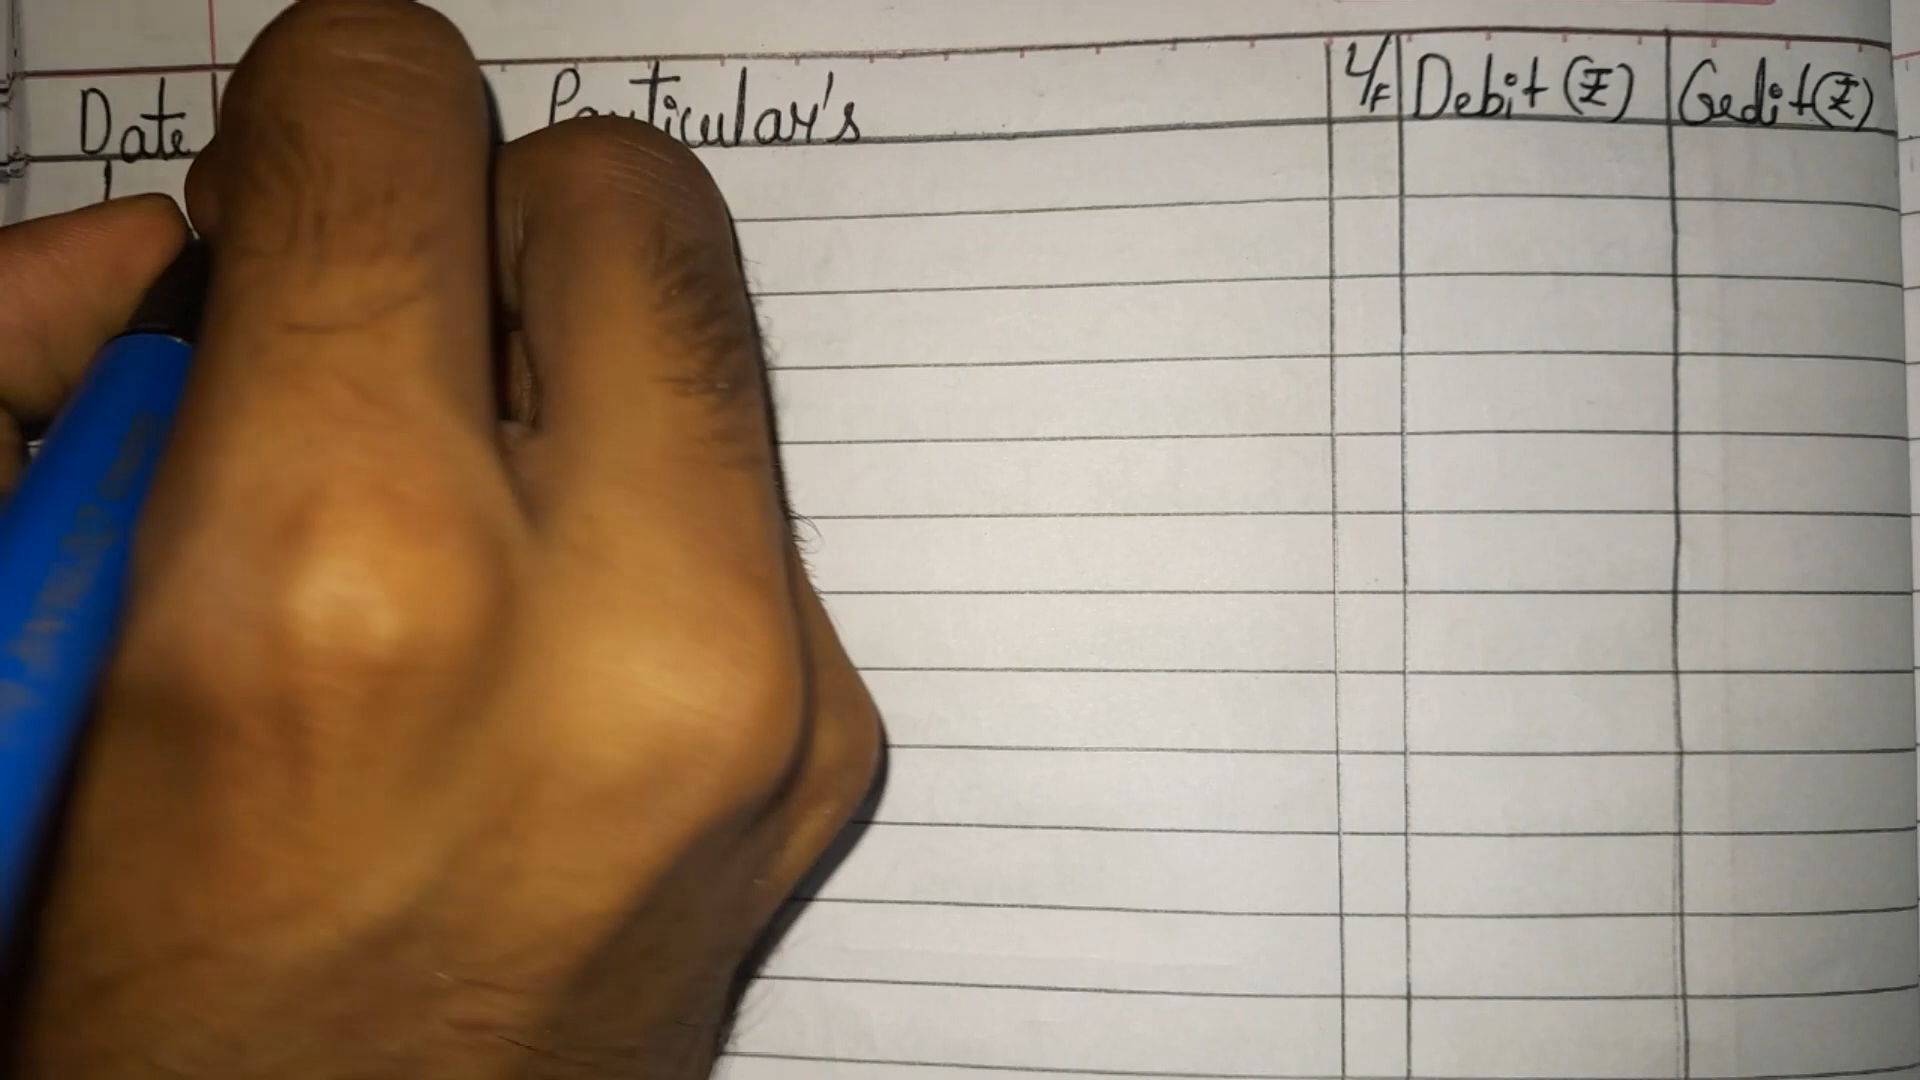 Date Particular's L/F Debit (₹) Credit (₹)